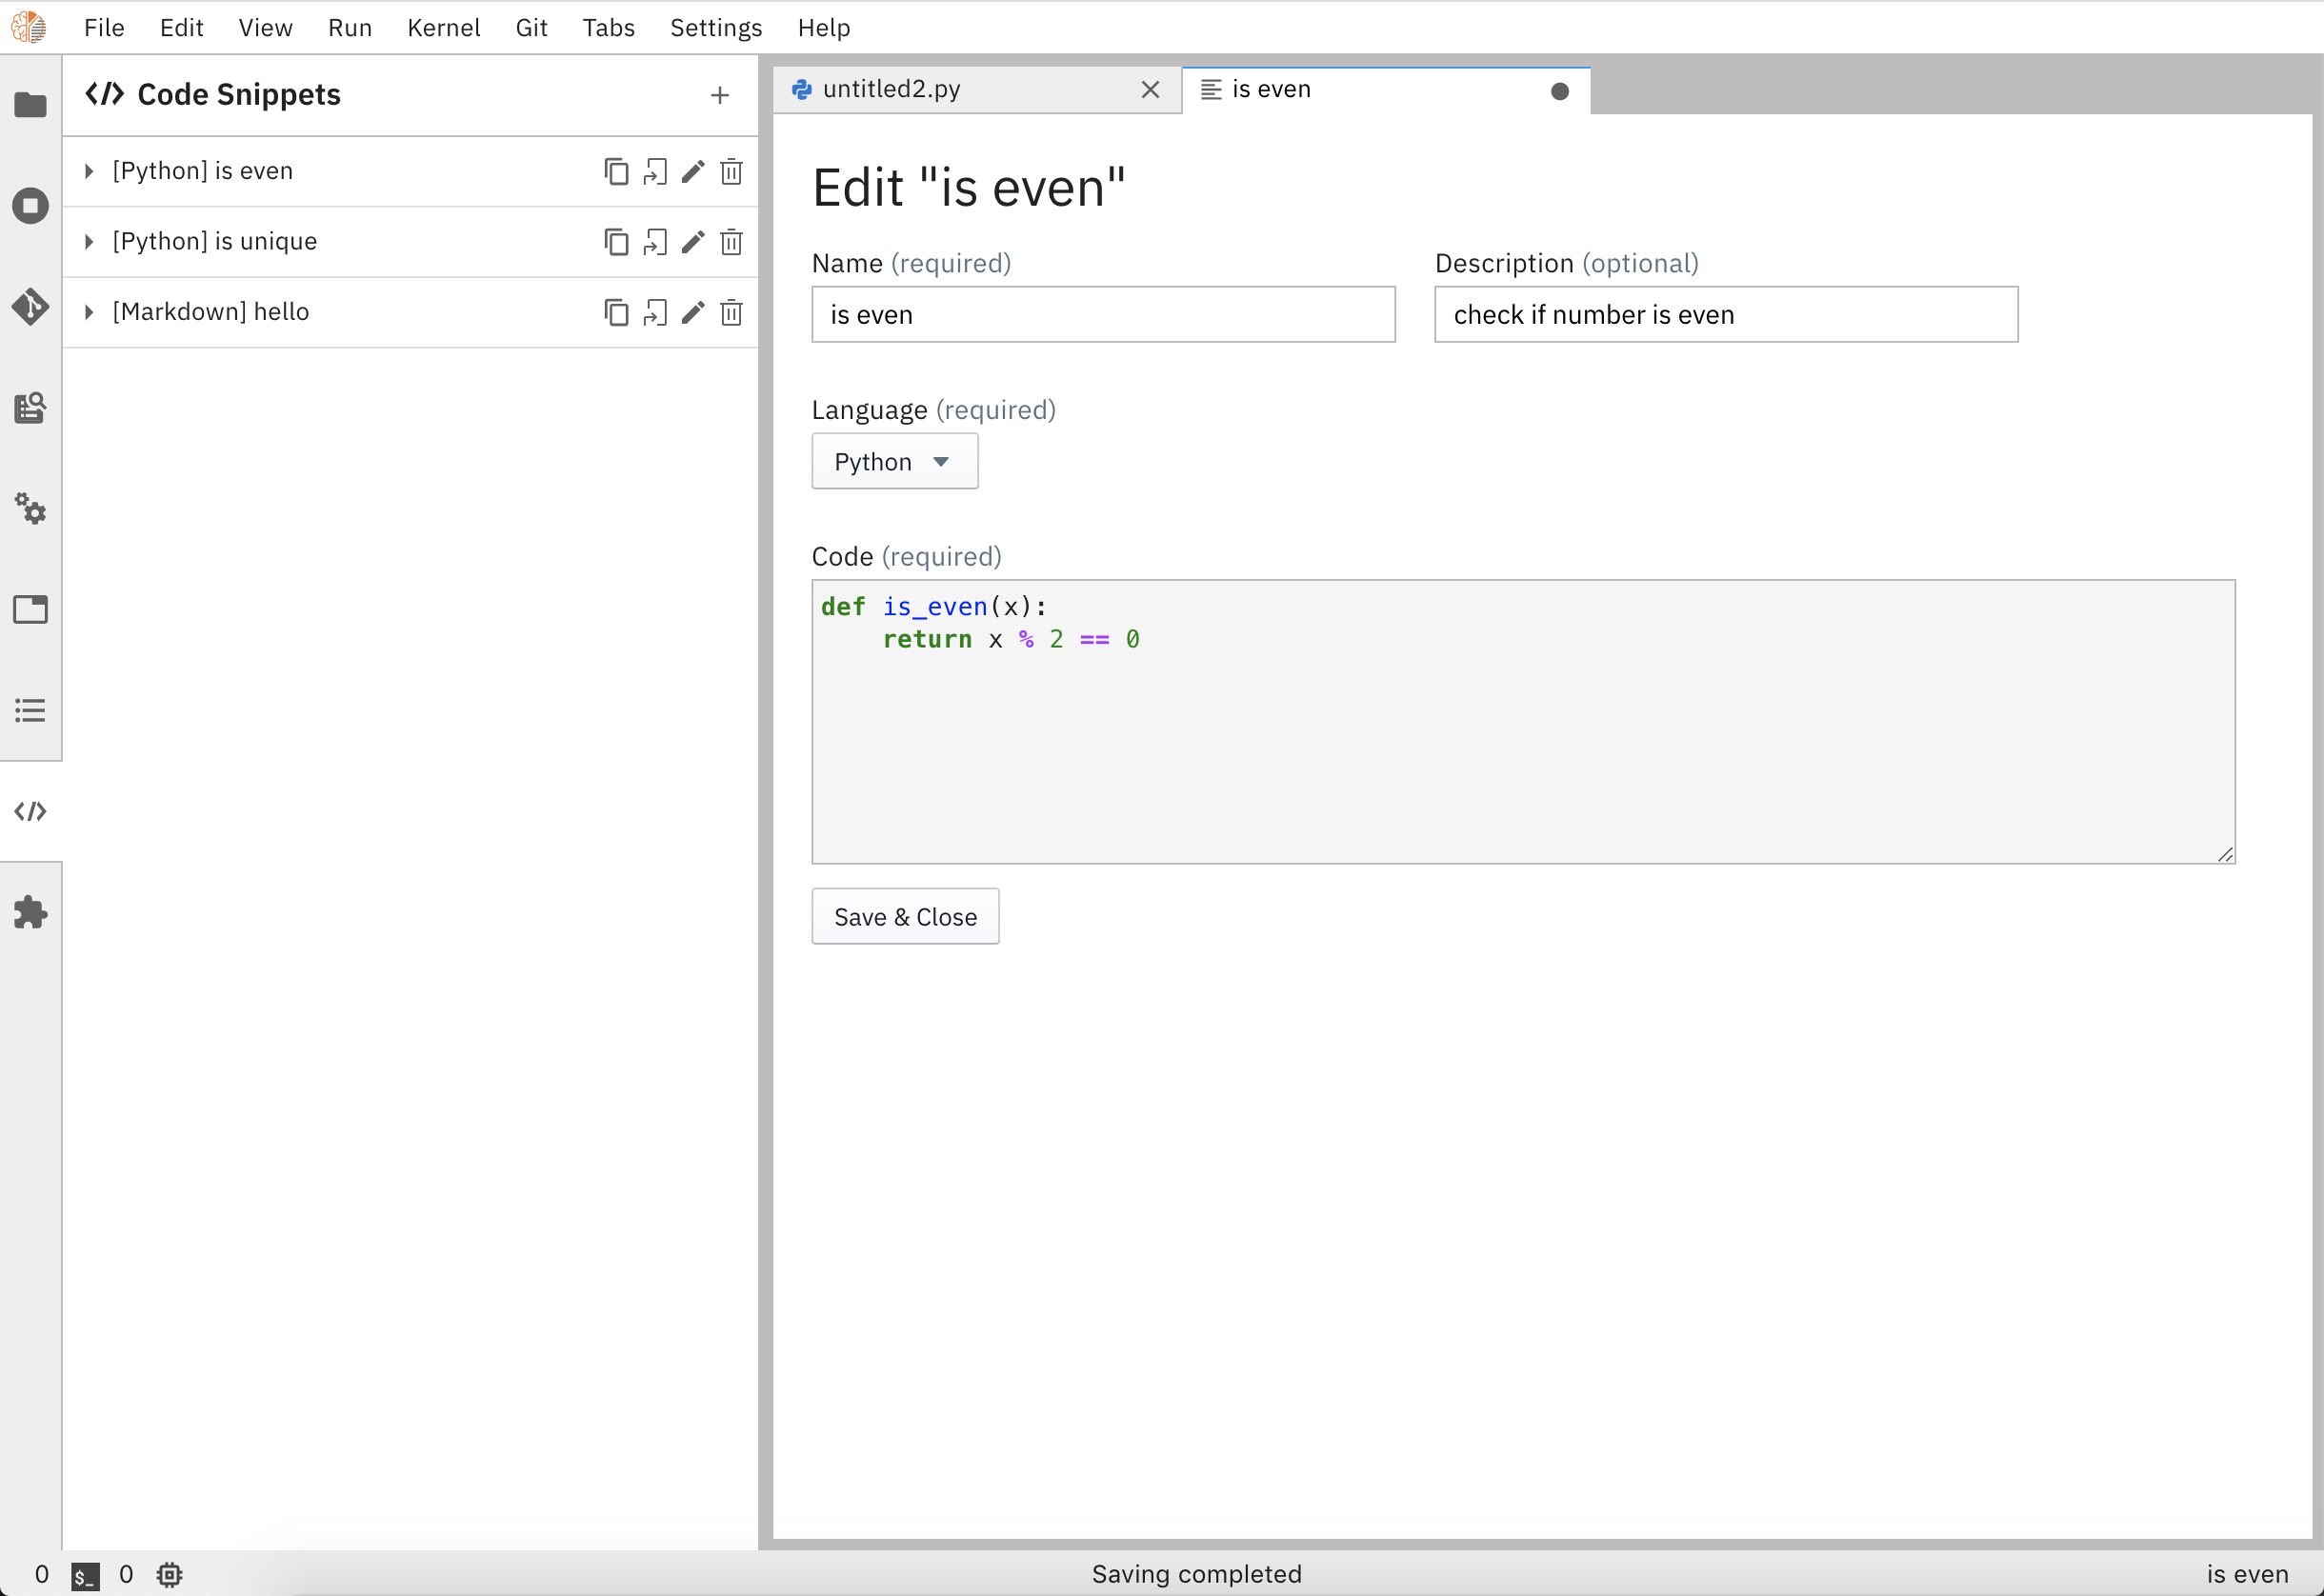 File Edit View Run Kernel Git Tabs Settings Help
</> Code Snippets +
[Python] is even
[Python] is unique
[Markdown] hello
</>
untitled2.py
is even
Edit "is even"
Name (required)
is even
Description (optional)
check if number is even
Language (required)
Python
Code (required)
def is_even(x):
    return x % 2 == 0
Save & Close
0 $_ 0
Saving completed
is even